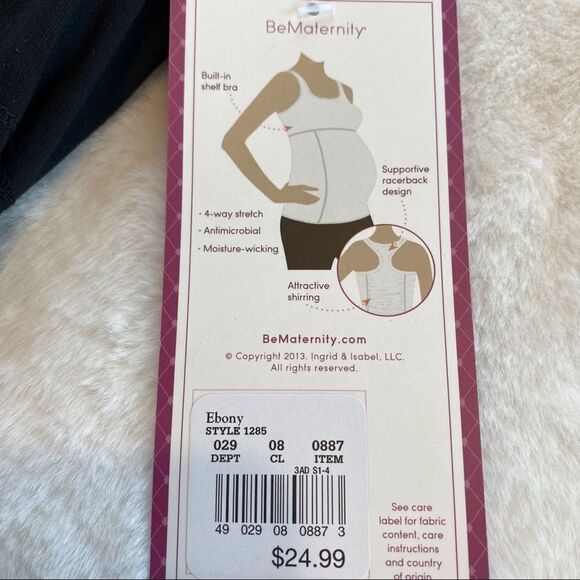 BeMaternity®
Built-in
shelf bra
Supportive
racerback
design
• 4-way stretch
• Antimicrobial
• Moisture-wicking
Attractive
shirring
BeMaternity.com
© Copyright 2013. Ingrid & Isabel, LLC.
All rights reserved.
Ebony
STYLE 1285
029 08 0887
DEPT CL ITEM
3AD S1-4
49 029 08 0887 3
$24.99
See care
label for fabric
content, care
instructions
and country
of origin